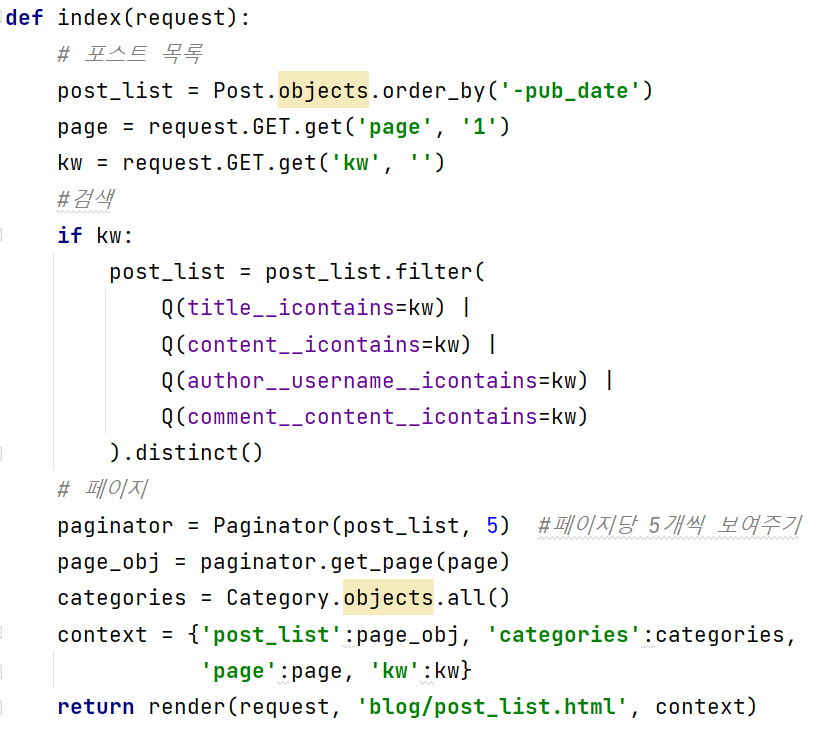 def index(request):
    # 포스트 목록
    post_list = Post.objects.order_by('-pub_date')
    page = request.GET.get('page', '1')
    kw = request.GET.get('kw', '')
    #검색
    if kw:
        post_list = post_list.filter(
            Q(title__icontains=kw) |
            Q(content__icontains=kw) |
            Q(author__username__icontains=kw) |
            Q(comment__content__icontains=kw)
        ).distinct()
    # 페이지
    paginator = Paginator(post_list, 5)  #페이지당 5개씩 보여주기
    page_obj = paginator.get_page(page)
    categories = Category.objects.all()
    context = {'post_list':page_obj, 'categories':categories,
               'page':page, 'kw':kw}
    return render(request, 'blog/post_list.html', context)